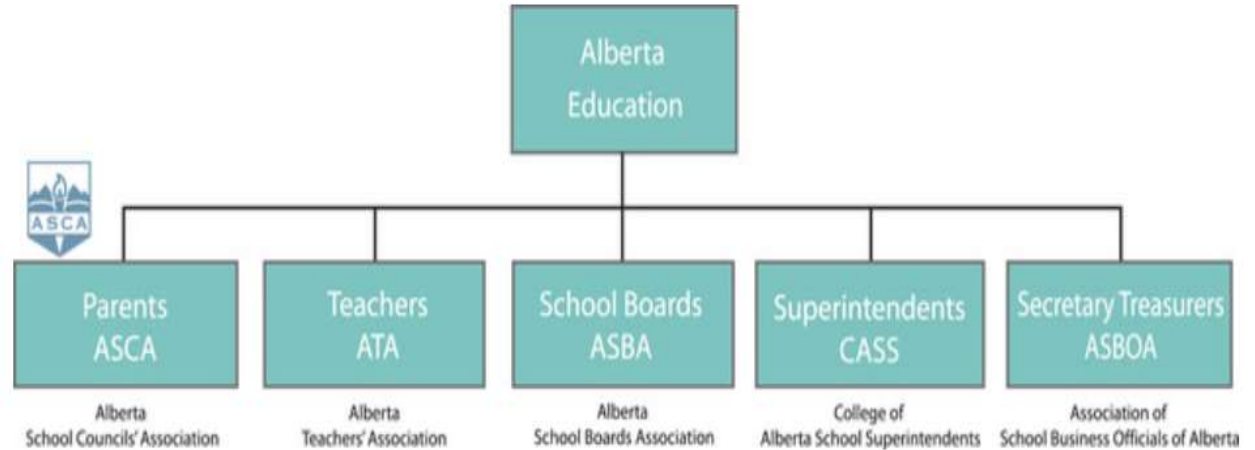 Alberta
Education
ASCA
Parents
ASCA
Teachers
ATA
School Boards
ASBA
Superintendents
CASS
Secretary Treasurers
ASBOA
Alberta
School Councils' Association
Alberta
Teachers' Association
Alberta
School Boards Association
College of
Alberta School Superintendents
Association of
School Business Officials of Alberta